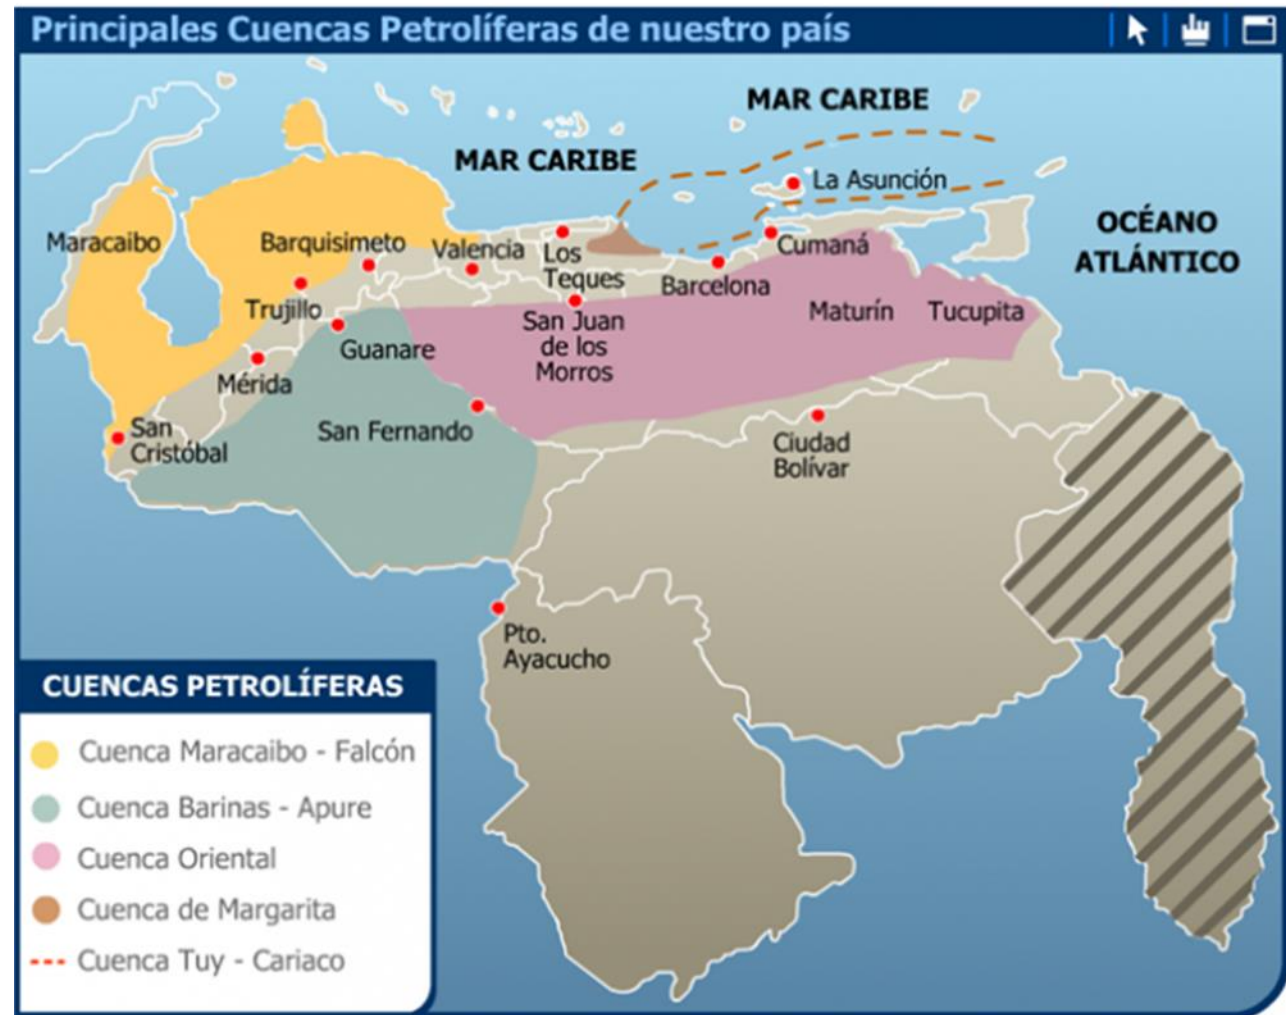 Principales Cuencas Petrolíferas de nuestro país
MAR CARIBE
MAR CARIBE
La Asunción
OCÉANO
ATLÁNTICO
Maracaibo
Barquisimeto
Valencia
Los
Teques
Cumaná
Barcelona
Trujillo
Guanare
San Juan
de los
Morros
Maturín
Tucupita
Mérida
San
Cristóbal
San Fernando
Ciudad
Bolívar
Pto.
Ayacucho
CUENCAS PETROLÍFERAS
Cuenca Maracaibo - Falcón
Cuenca Barinas - Apure
Cuenca Oriental
Cuenca de Margarita
Cuenca Tuy - Cariaco